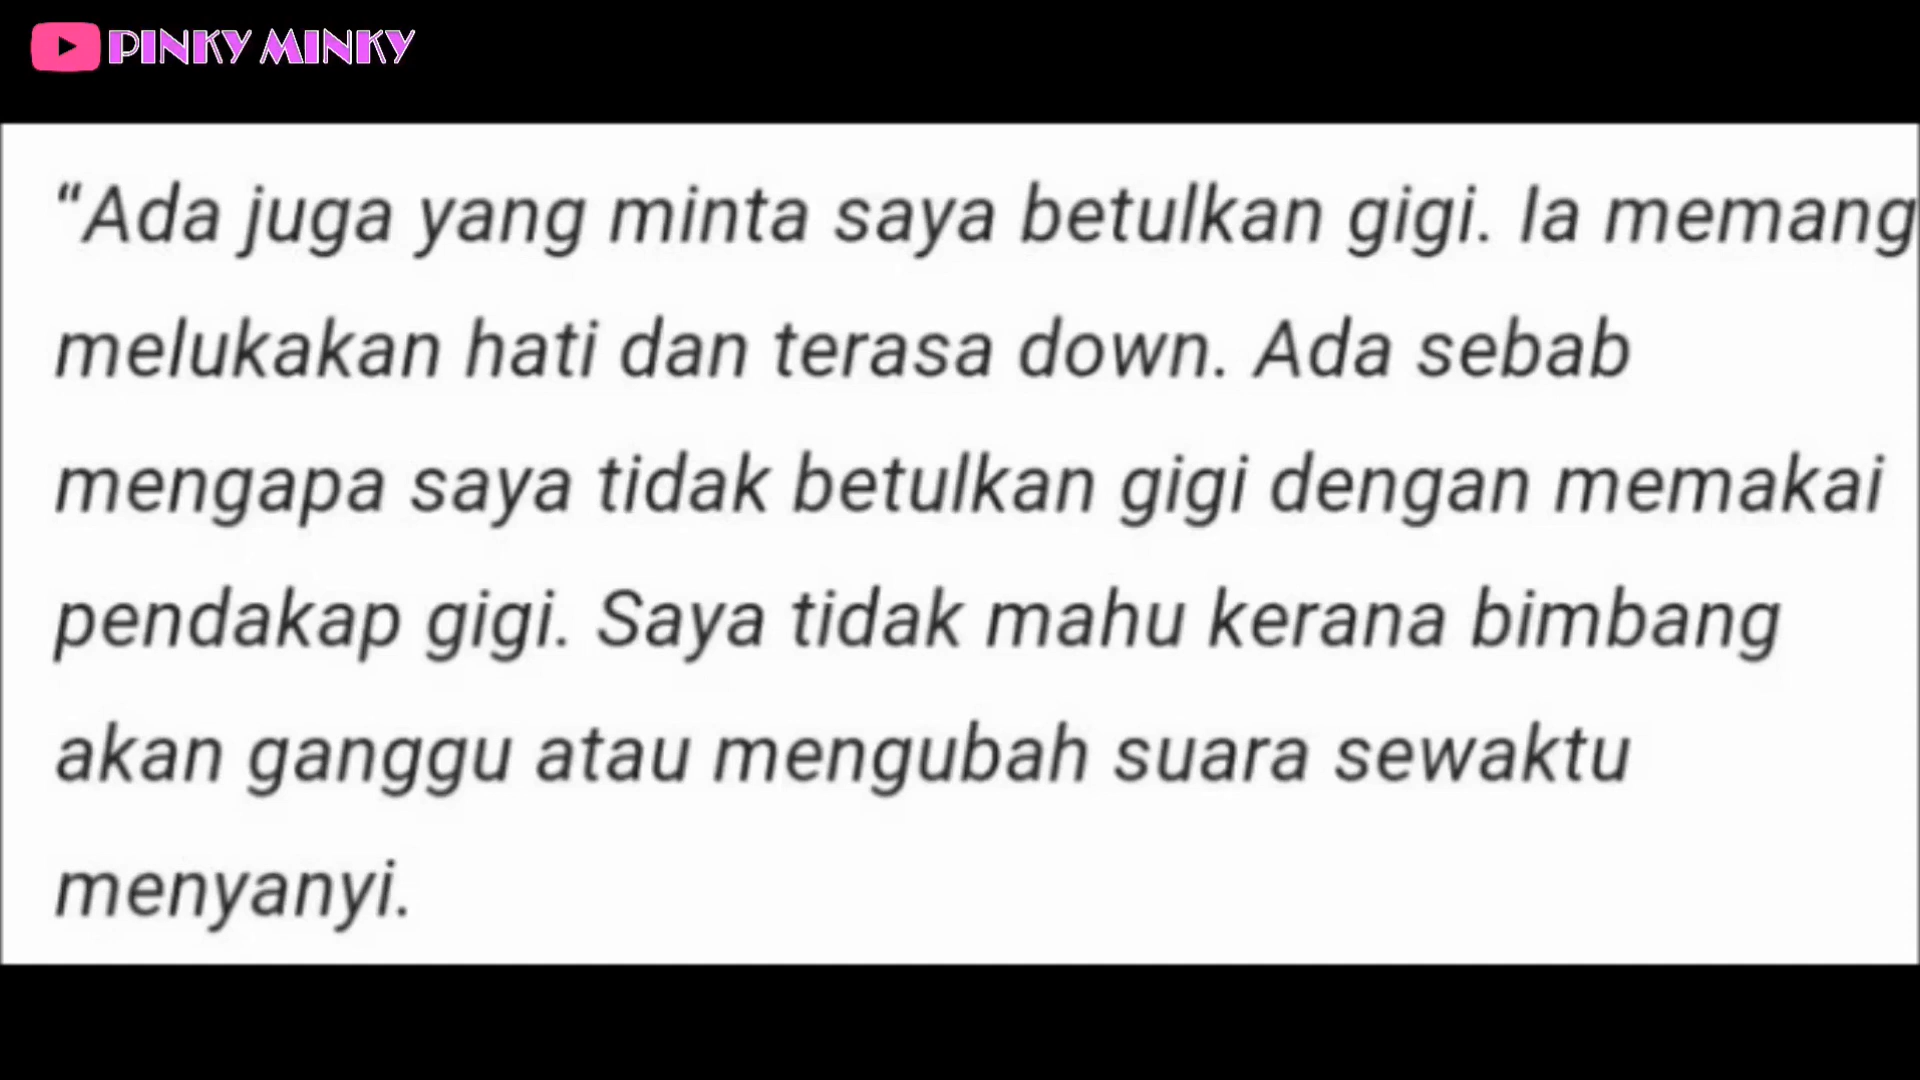 PINKY MINKY
“Ada juga yang minta saya betulkan gigi. Ia memang
melukakan hati dan terasa down. Ada sebab
mengapa saya tidak betulkan gigi dengan memakai
pendakap gigi. Saya tidak mahu kerana bimbang
akan ganggu atau mengubah suara sewaktu
menyanyi.